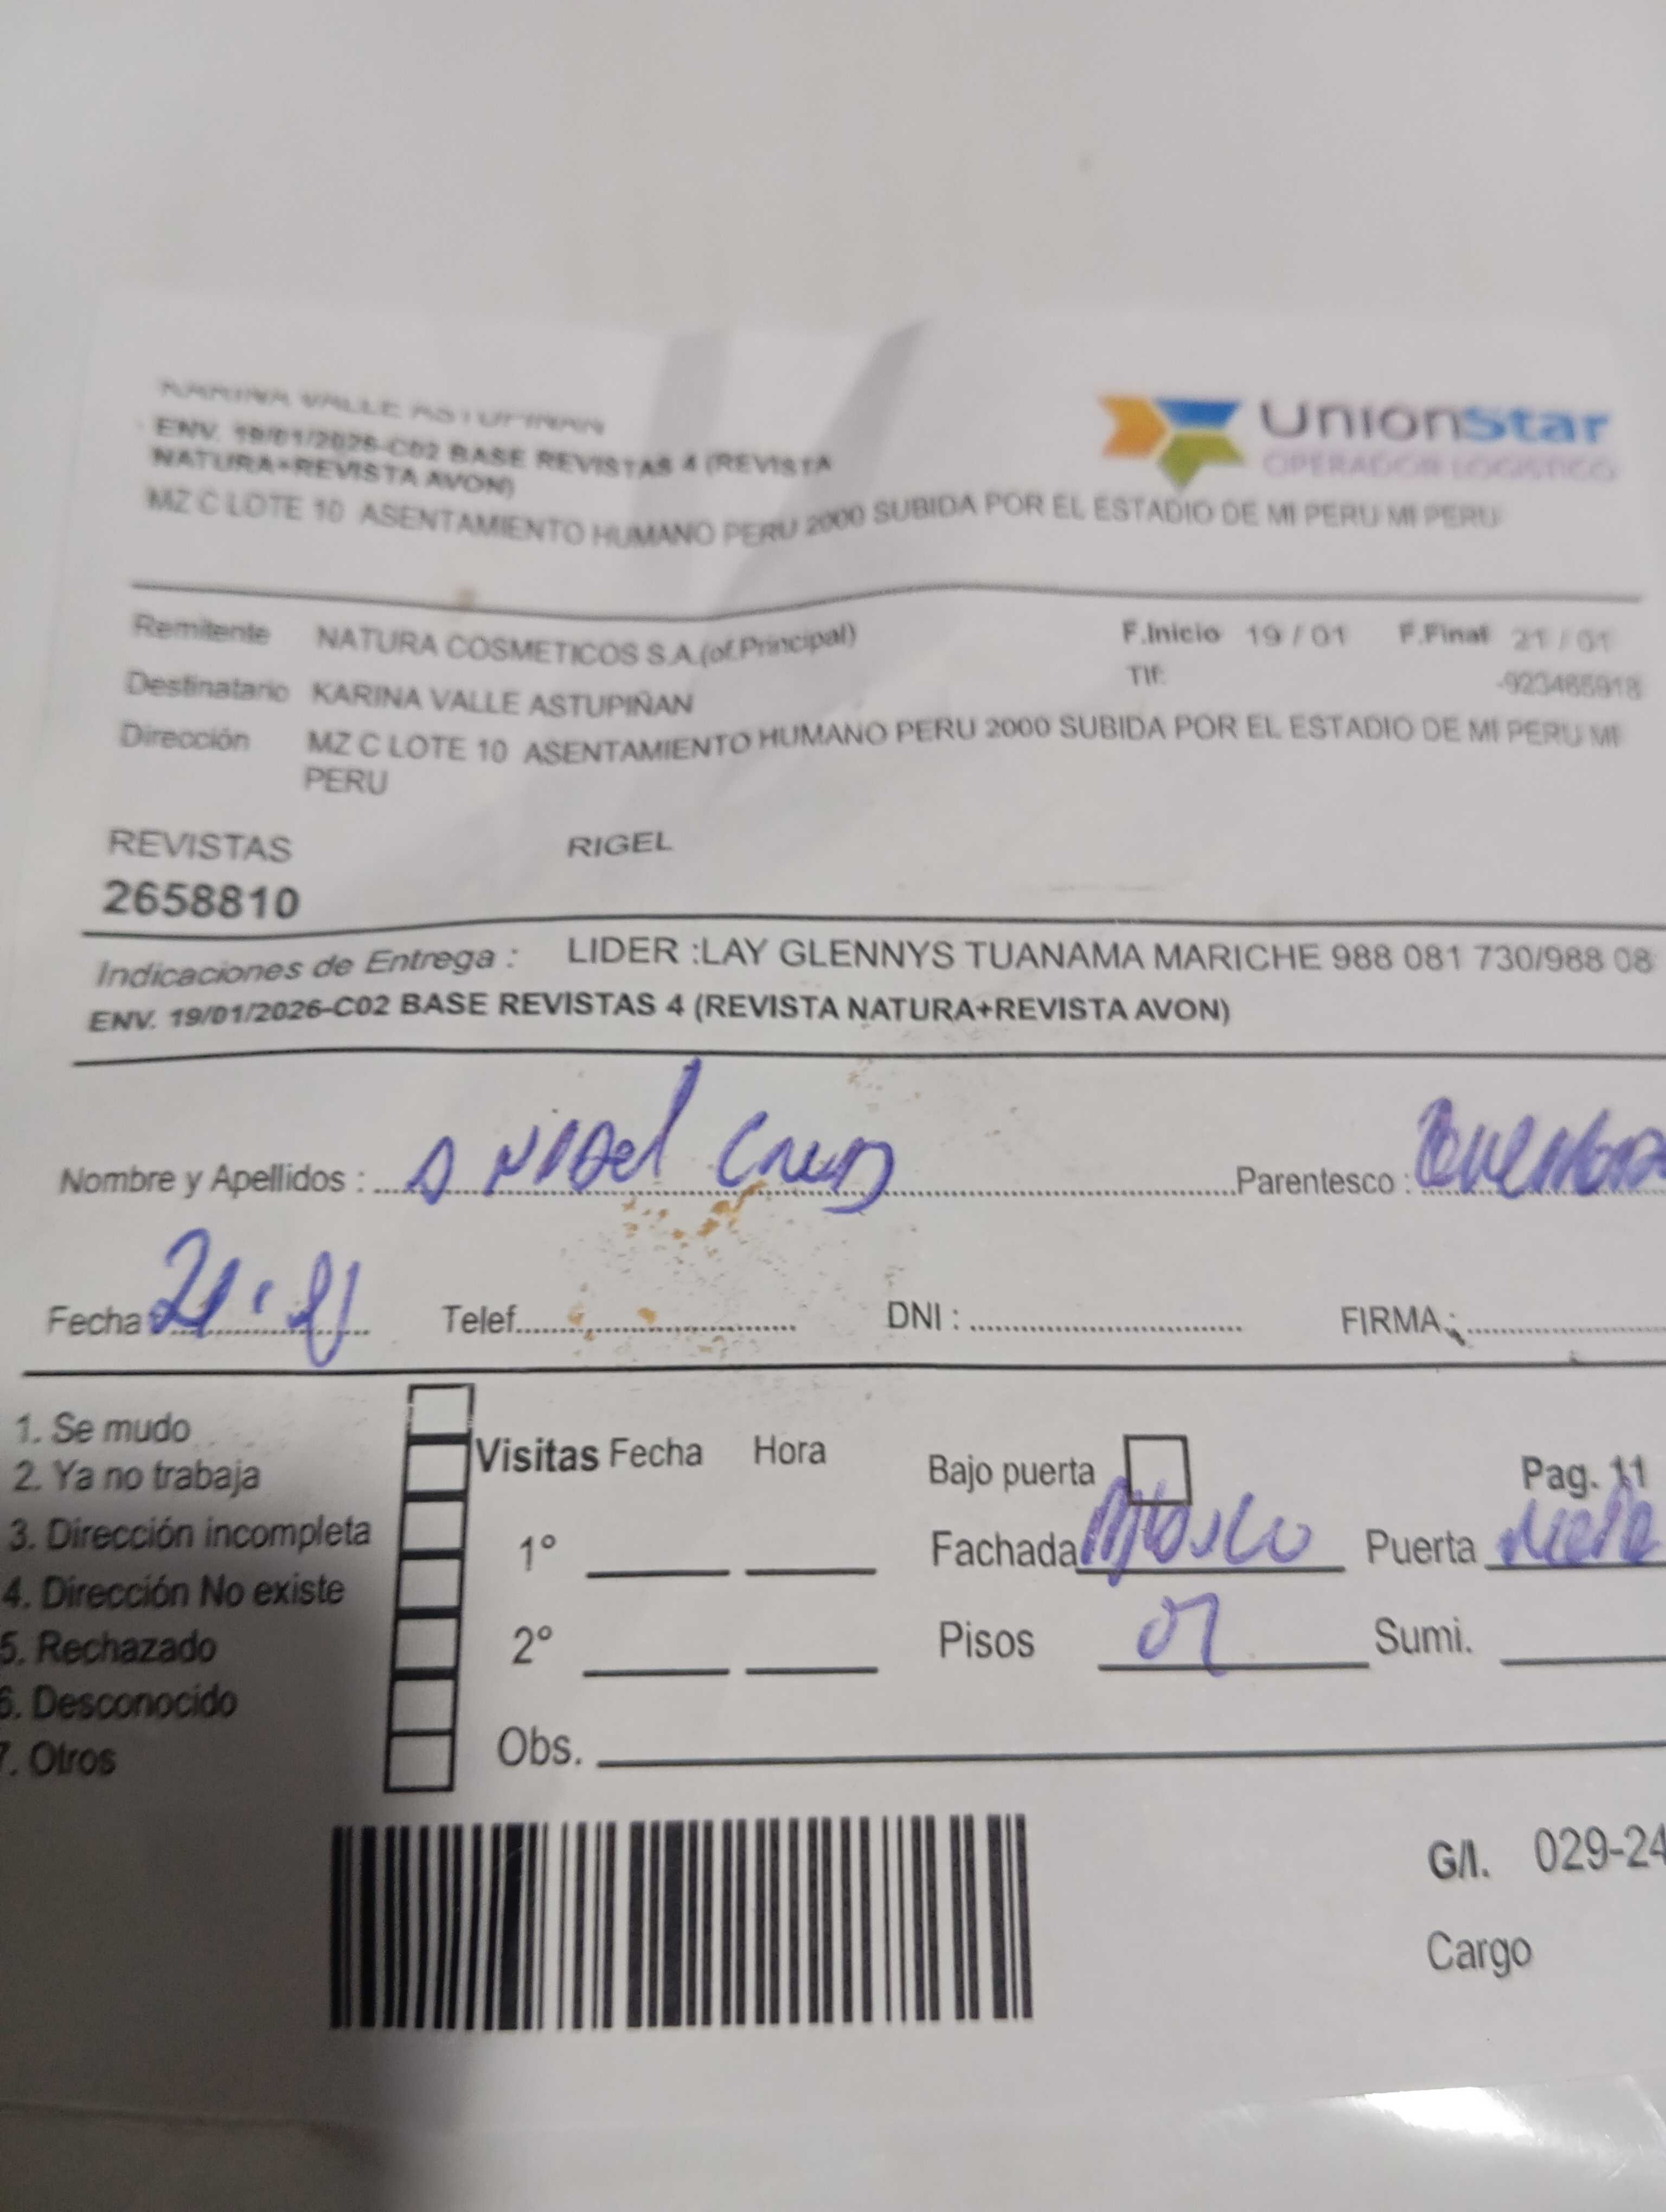 KARINA VALLE ASTUPIÑAN
ENV. 19/01/2026-C02 BASE REVISTAS 4 (REVISTA
NATURA+REVISTA AVON)
MZ C LOTE 10 ASENTAMIENTO HUMANO PERU 2000 SUBIDA POR EL ESTADIO DE MI PERU MI PERU
UnionStar
OPERADOR LOGISTICO
Remitente NATURA COSMETICOS S.A.(of.Principal) F.Inicio 19 / 01 F.Final 21 / 01
Destinatario KARINA VALLE ASTUPIÑAN Tlf: -923465918
Dirección MZ C LOTE 10 ASENTAMIENTO HUMANO PERU 2000 SUBIDA POR EL ESTADIO DE MI PERU MI
PERU
REVISTAS RIGEL
2658810
Indicaciones de Entrega : LIDER :LAY GLENNYS TUANAMA MARICHE 988 081 730/988 08
ENV. 19/01/2026-C02 BASE REVISTAS 4 (REVISTA NATURA+REVISTA AVON)
Nombre y Apellidos : Cruz Parentesco :
Fecha 21 Telef. DNI : FIRMA :
1. Se mudo
2. Ya no trabaja
3. Dirección incompleta
4. Dirección No existe
5. Rechazado
6. Desconocido
7. Otros
Visitas Fecha Hora
1°
2°
Obs.
Bajo puerta Pag. 11
Fachada Puerta
Pisos Sumi.
G/I. 029-24
Cargo